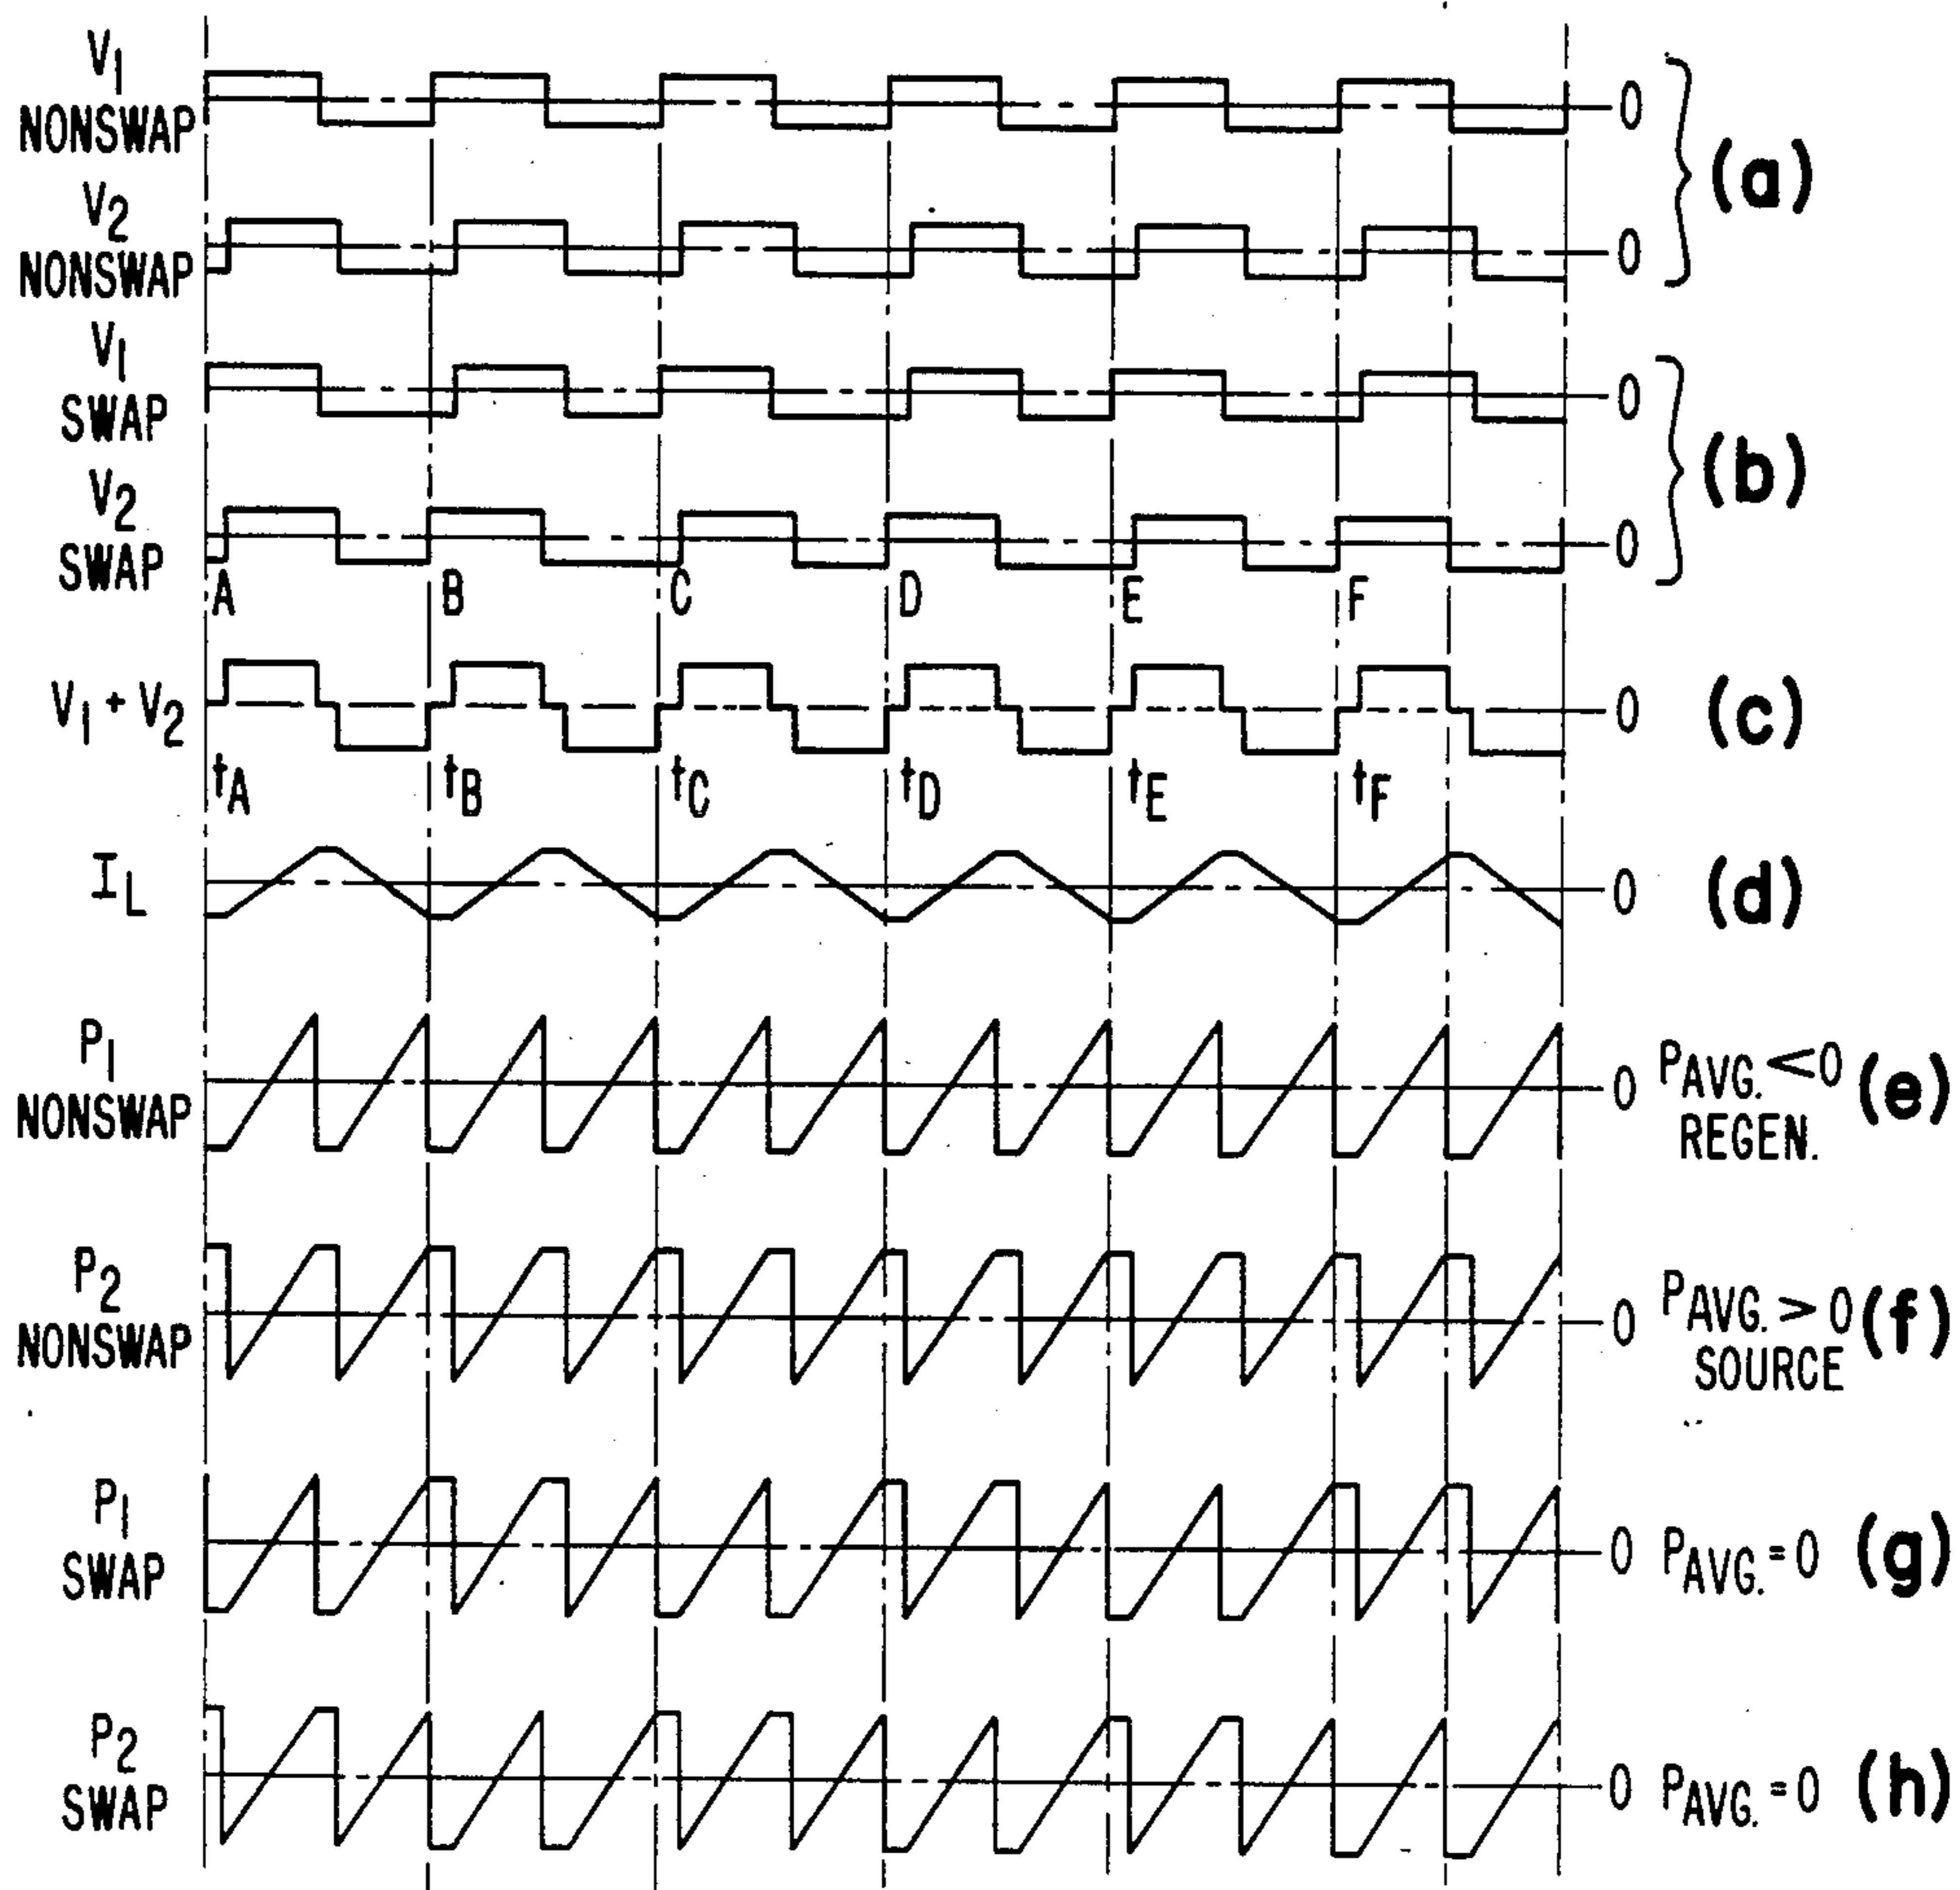 V1
NONSWAP
0
(a)
V2
NONSWAP
0
V1
SWAP
0
(b)
V2
SWAP
0
A B C D E F
V1 + V2
0
(c)
tA tB tC tD tE tF
IL
0
(d)
P1
NONSWAP
0
PAVG. <0
REGEN.
(e)
P2
NONSWAP
0
PAVG. > 0
SOURCE
(f)
P1
SWAP
0
PAVG. = 0
(g)
P2
SWAP
0
PAVG. = 0
(h)